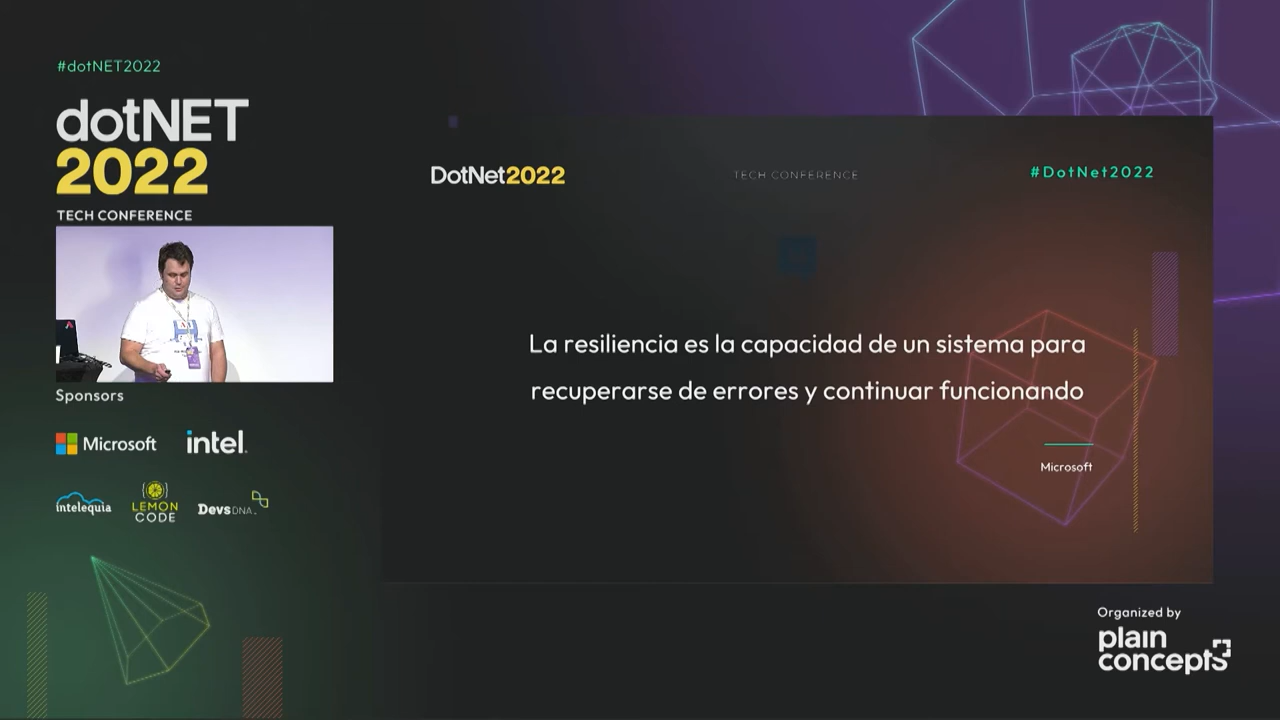 #dotNET2022
dotNET
2022
TECH CONFERENCE
DotNet2022
TECH CONFERENCE
#DotNet2022
La resiliencia es la capacidad de un sistema para
recuperarse de errores y continuar funcionando
Microsoft
Sponsors
Microsoft
intel.
intelequia
LEMON
CODE
DevsDNA_
Organized by
plain
concepts